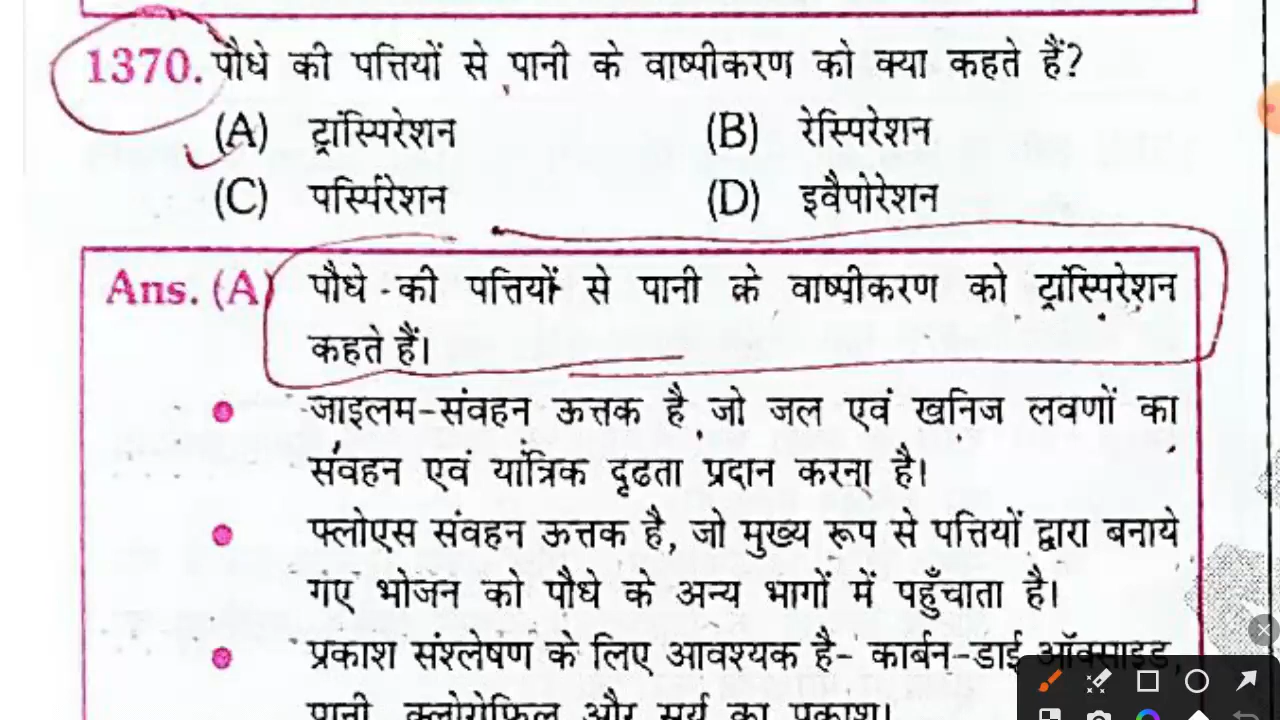 1370. पौधे की पत्तियों से पानी के वाष्पीकरण को क्या कहते हैं?
(A) ट्रांस्पिरेशन (B) रेस्पिरेशन
(C) पर्स्पिरेशन (D) इवैपोरेशन
Ans. (A) पौधे की पत्तियों से पानी के वाष्पीकरण को ट्रांस्पिरेशन
कहते हैं।
जाइलम-संवहन ऊत्तक है जो जल एवं खनिज लवणों का
संवहन एवं यांत्रिक दृढता प्रदान करना है।
फ्लोएस संवहन ऊत्तक है, जो मुख्य रूप से पत्तियों द्वारा बनाये
गए भोजन को पौधे के अन्य भागों में पहुँचाता है।
प्रकाश संश्लेषण के लिए आवश्यक है- कार्बन-डाई ऑक्साइड,
पानी, क्लोरोफिल और सूर्य का प्रकाश।